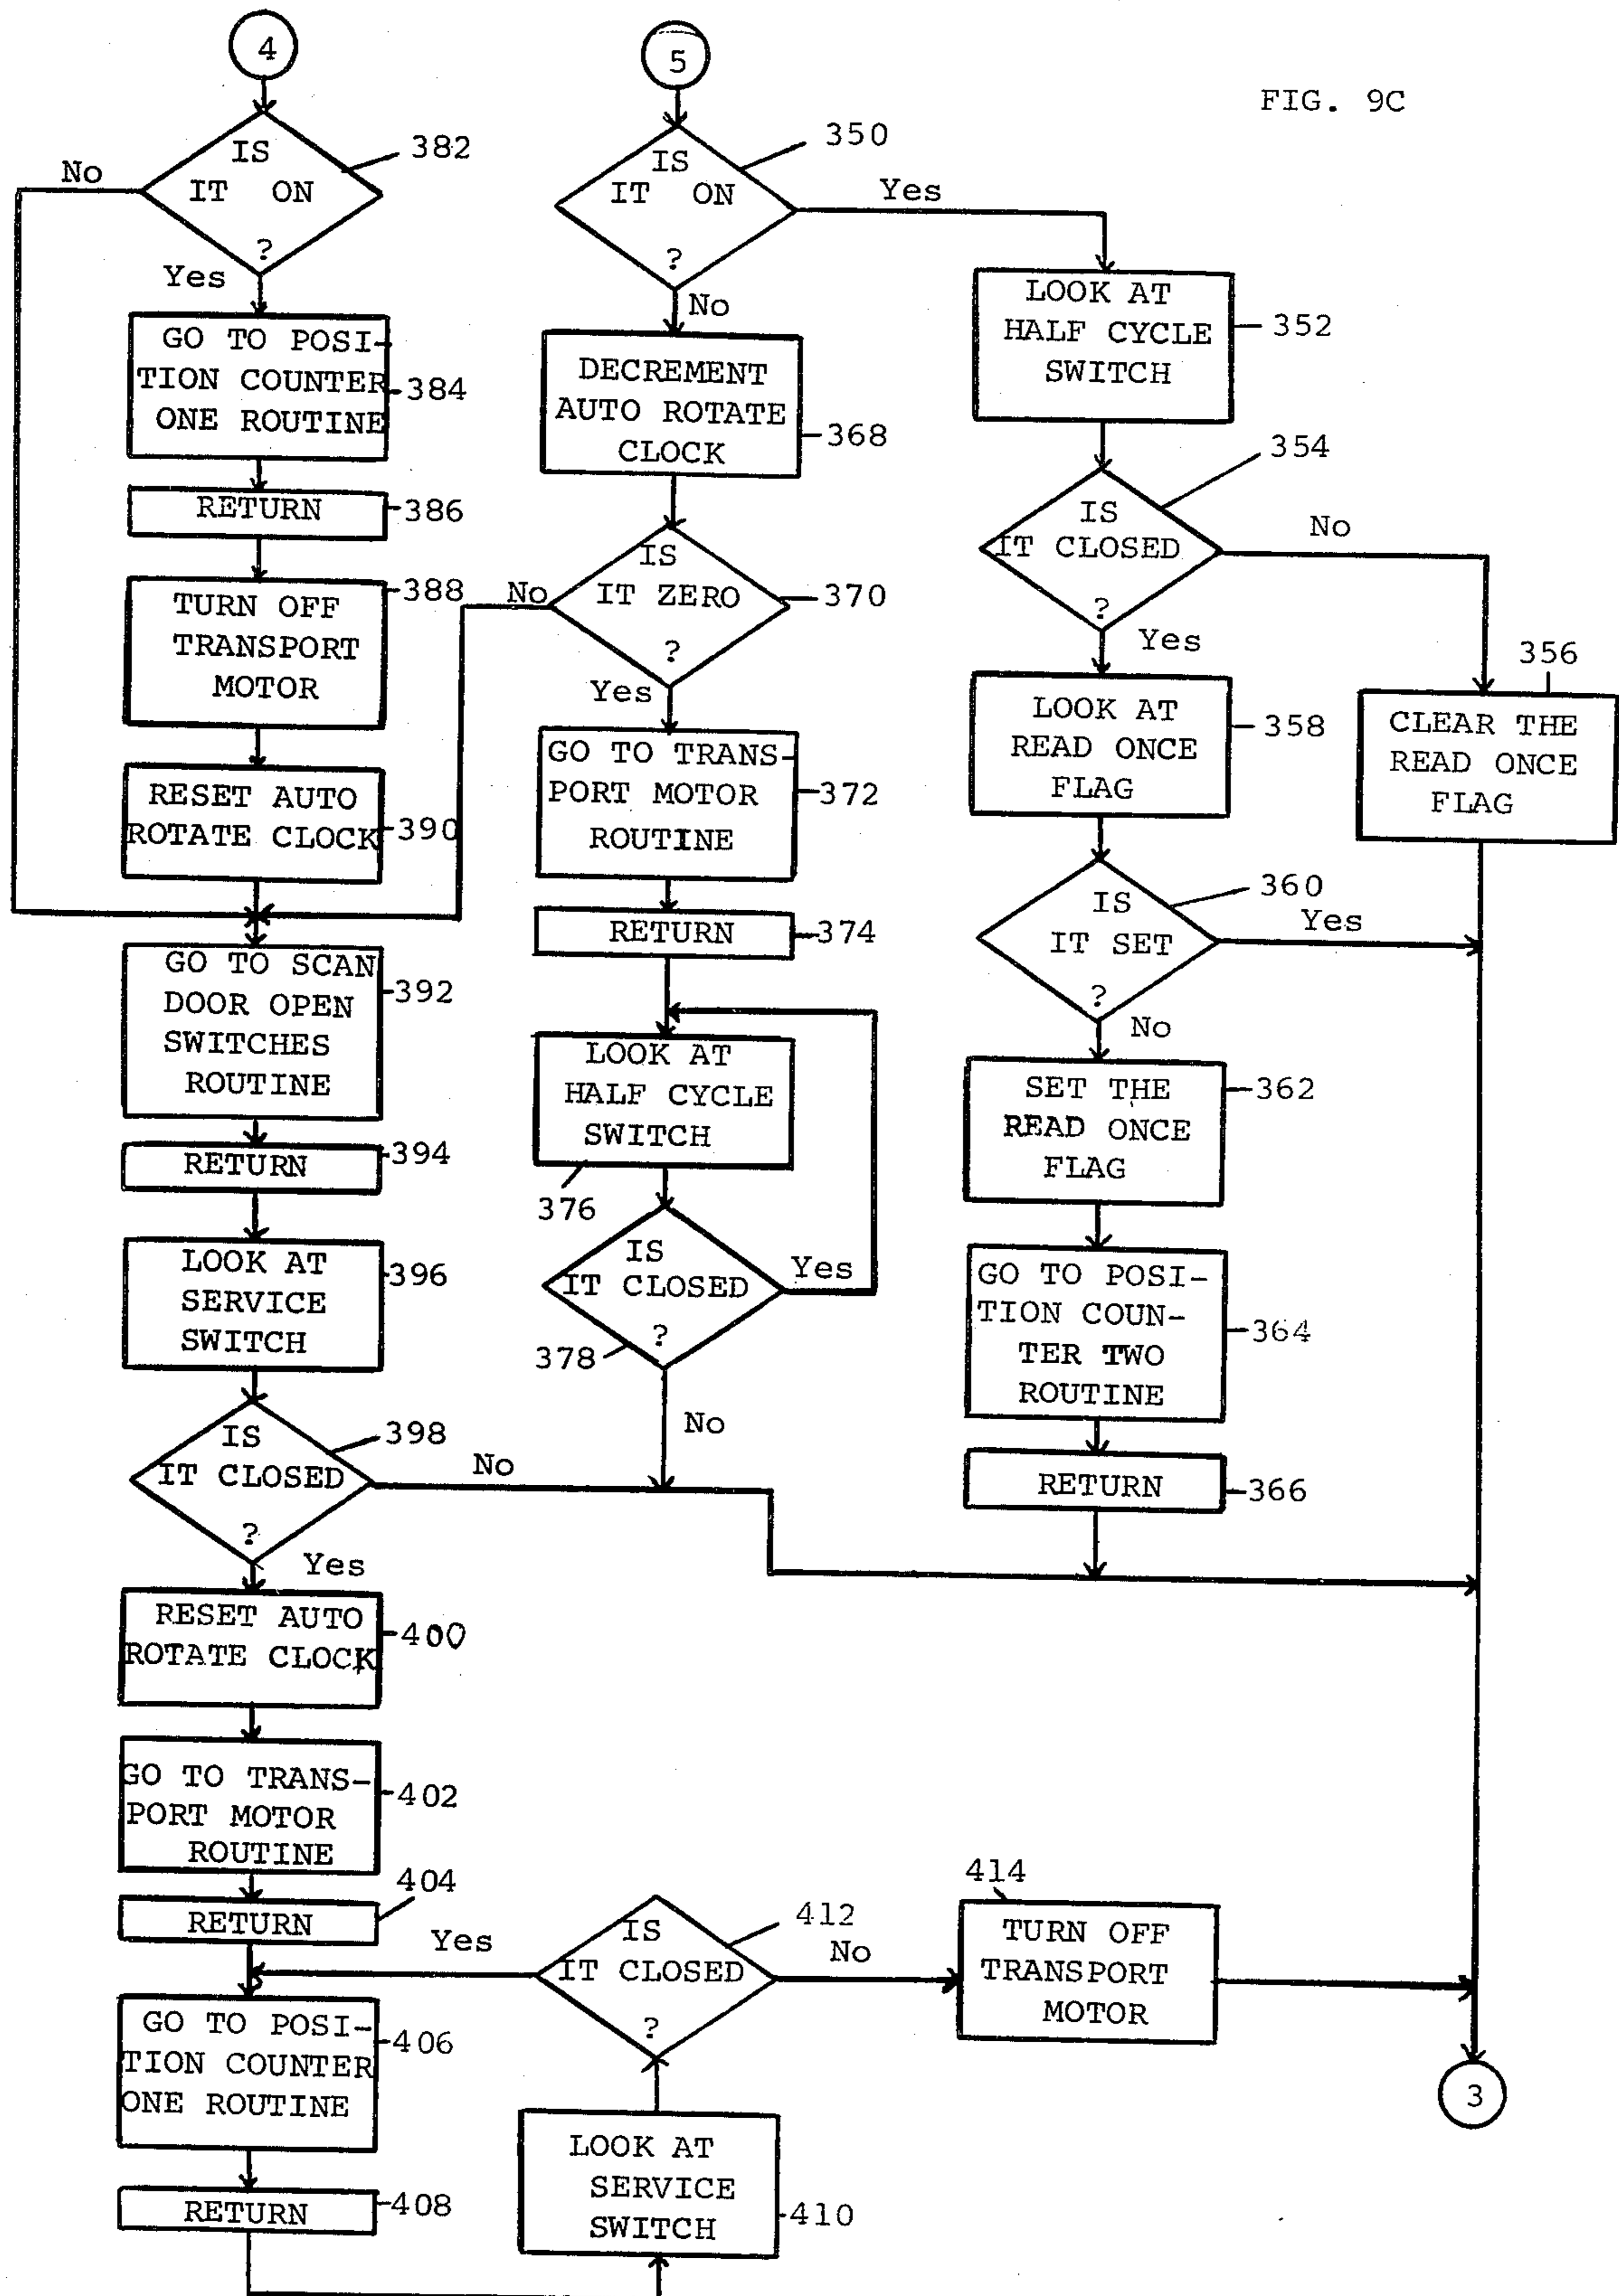 FIG. 9C
4
382
IS
IT ON
?
No
Yes
GO TO POSI-
TION COUNTER
ONE ROUTINE
384
RETURN
386
TURN OFF
TRANSPORT
MOTOR
388
RESET AUTO
ROTATE CLOCK
390
GO TO SCAN
DOOR OPEN
SWITCHES
ROUTINE
392
RETURN
394
LOOK AT
SERVICE
SWITCH
396
IS
IT CLOSED
?
398
No
Yes
RESET AUTO
ROTATE CLOCK
400
GO TO TRANS-
PORT MOTOR
ROUTINE
402
RETURN
404
GO TO POSI-
TION COUNTER
ONE ROUTINE
406
RETURN
408
5
350
IS
IT ON
?
Yes
No
DECREMENT
AUTO ROTATE
CLOCK
368
IS
IT ZERO
?
370
No
Yes
GO TO TRANS-
PORT MOTOR
ROUTINE
372
RETURN
374
LOOK AT
HALF CYCLE
SWITCH
376
IS
IT CLOSED
?
378
Yes
No
LOOK AT
SERVICE
SWITCH
410
IS
IT CLOSED
?
412
Yes
No
TURN OFF
TRANSPORT
MOTOR
414
LOOK AT
HALF CYCLE
SWITCH
352
IS
IT CLOSED
?
354
No
Yes
CLEAR THE
READ ONCE
FLAG
356
LOOK AT
READ ONCE
FLAG
358
IS
IT SET
?
360
Yes
No
SET THE
READ ONCE
FLAG
362
GO TO POSI-
TION COUN-
TER TWO
ROUTINE
364
RETURN
366
3